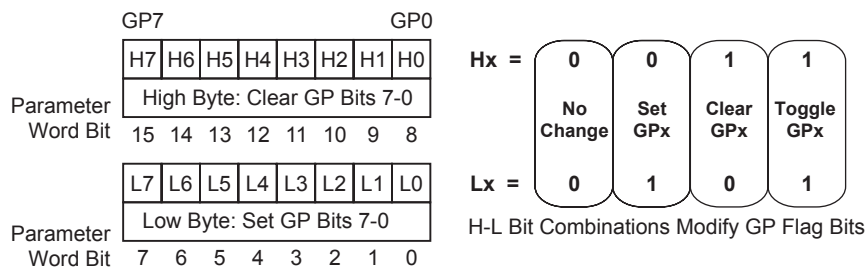 GP7 GP0
H7 H6 H5 H4 H3 H2 H1 H0
High Byte: Clear GP Bits 7-0
Parameter
Word Bit 15 14 13 12 11 10 9 8
L7 L6 L5 L4 L3 L2 L1 L0
Low Byte: Set GP Bits 7-0
Parameter
Word Bit 7 6 5 4 3 2 1 0
Hx = 0 0 1 1
No Change Set GPx Clear GPx Toggle GPx
Lx = 0 1 0 1
H-L Bit Combinations Modify GP Flag Bits